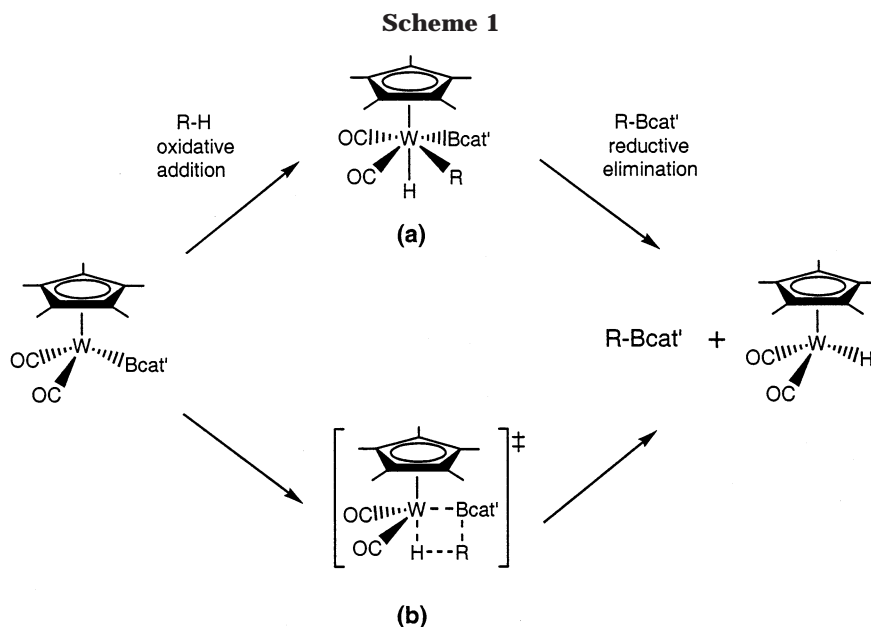 Scheme 1
R-H
oxidative
addition
OC
W
Bcat'
OC
H
R
(a)
R-Bcat'
reductive
elimination
W
OC
Bcat'
OC
R-Bcat' +
W
OC
H
OC
‡
OC
W
Bcat'
OC
H
R
(b)